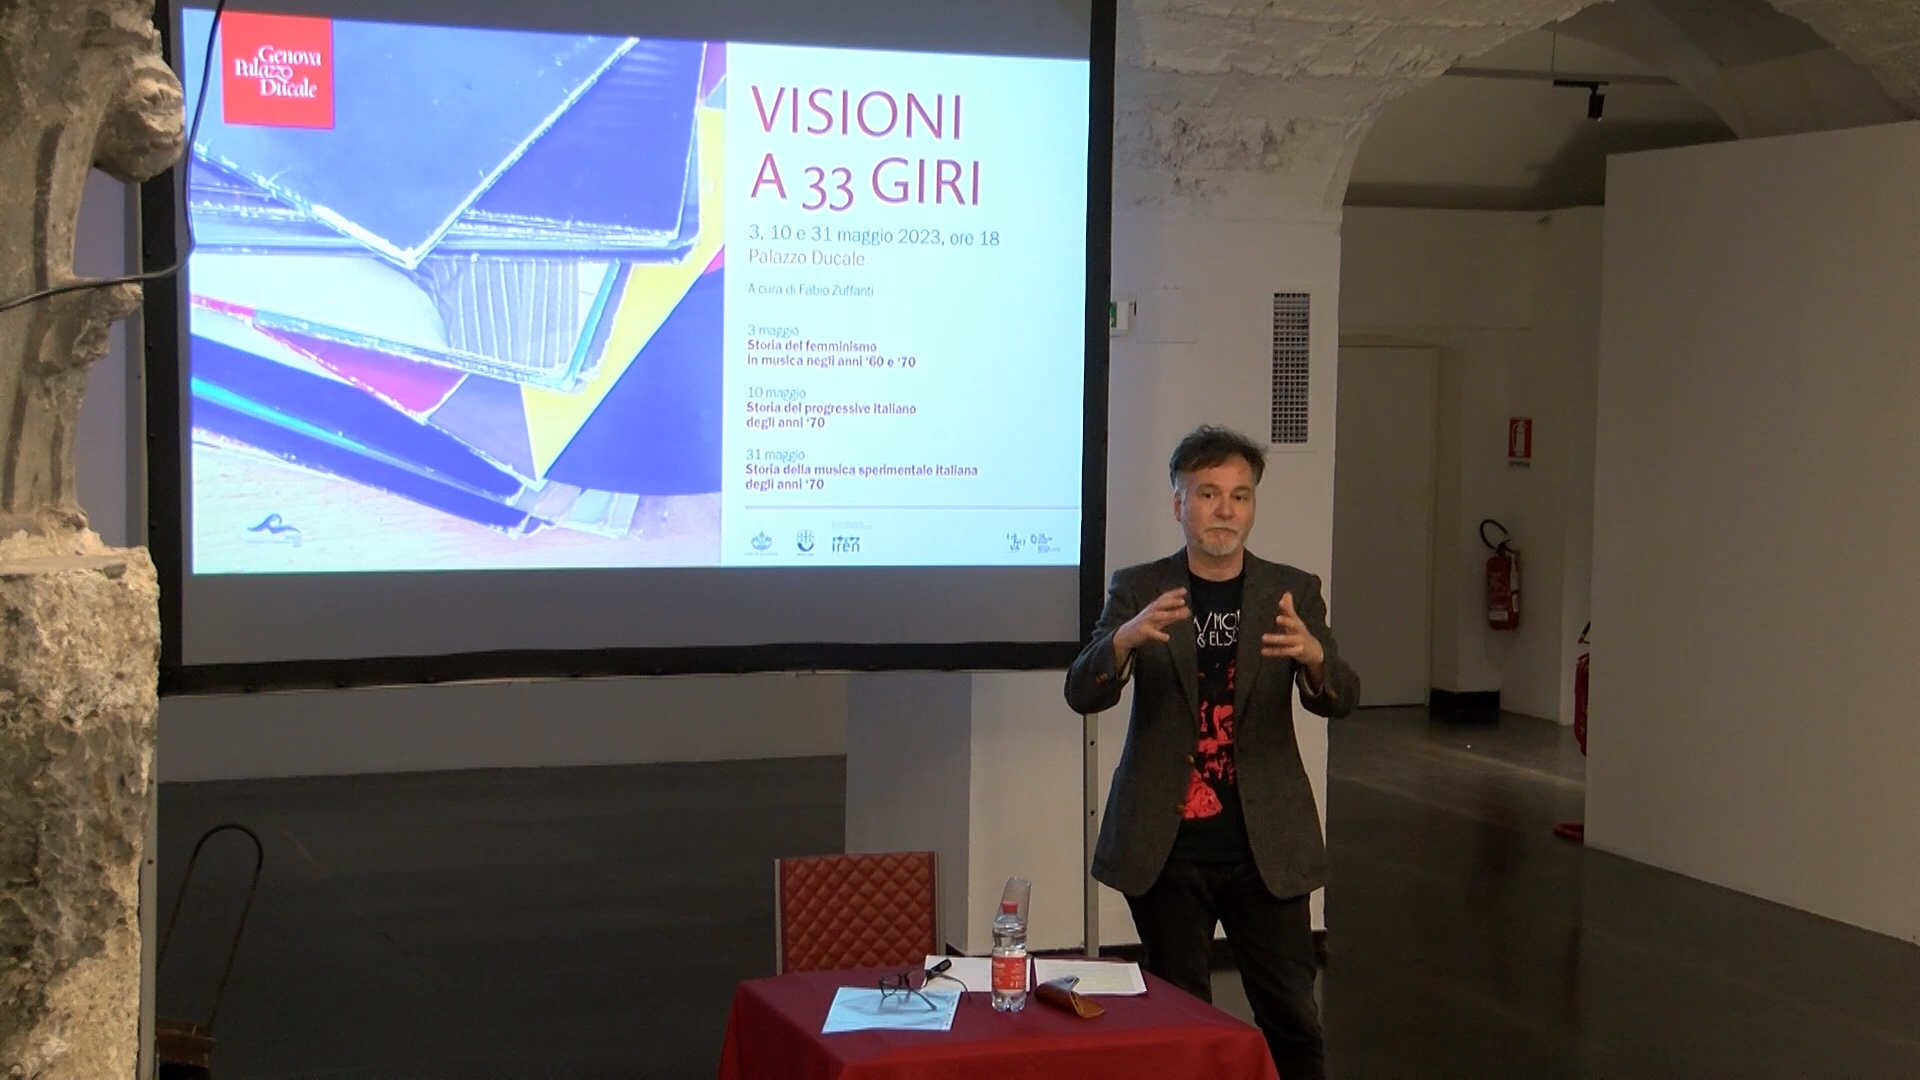 Genova
Palazzo
Ducale
VISIONI
A 33 GIRI
3, 10 e 31 maggio 2023, ore 18
Palazzo Ducale
A cura di Fabio Zuffanti
3 maggio
Storia del femminismo
in musica negli anni ‘60 e ‘70
10 maggio
Storia del progressive italiano
degli anni ‘70
31 maggio
Storia della musica sperimentale italiana
degli anni ‘70
iren
& ELS